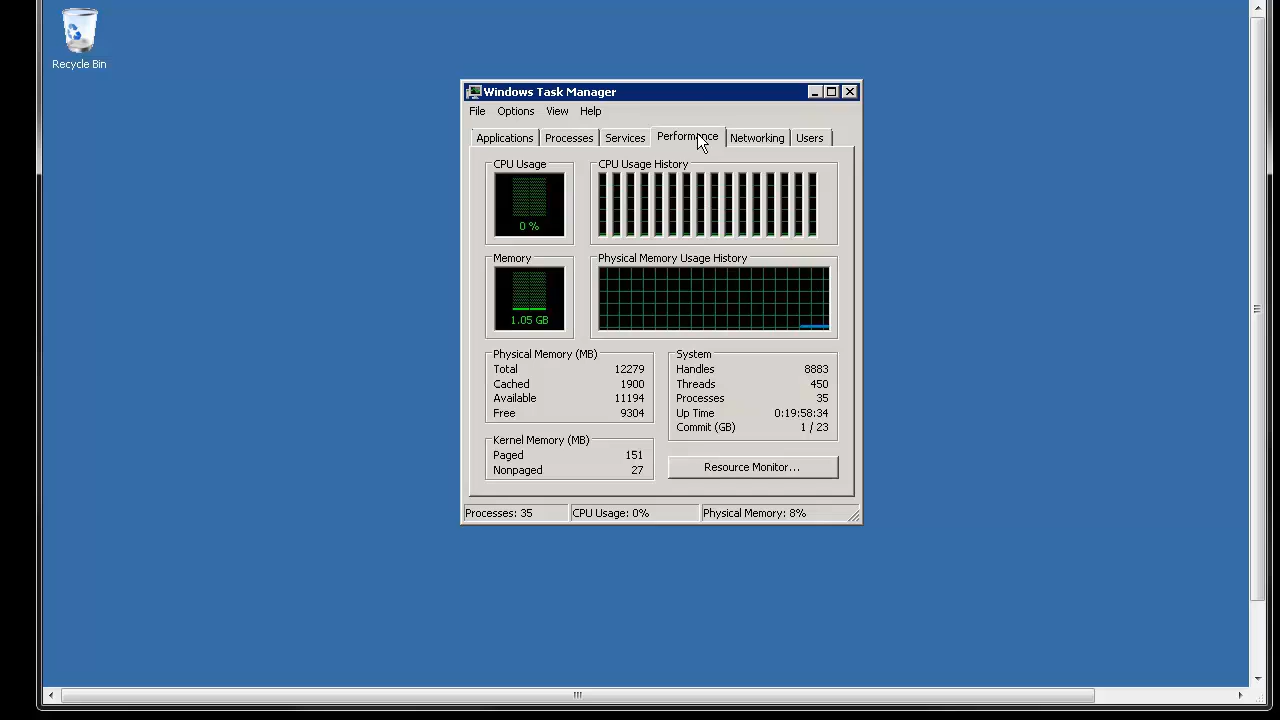 Recycle Bin
Windows Task Manager
File Options View Help
Applications Processes Services Performance Networking Users
CPU Usage CPU Usage History
0 %
Memory Physical Memory Usage History
1.05 GB
Physical Memory (MB)
Total 12279
Cached 1900
Available 11194
Free 9304
System
Handles 8883
Threads 450
Processes 35
Up Time 0:19:58:34
Commit (GB) 1 / 23
Kernel Memory (MB)
Paged 151
Nonpaged 27
Resource Monitor...
Processes: 35 CPU Usage: 0% Physical Memory: 8%